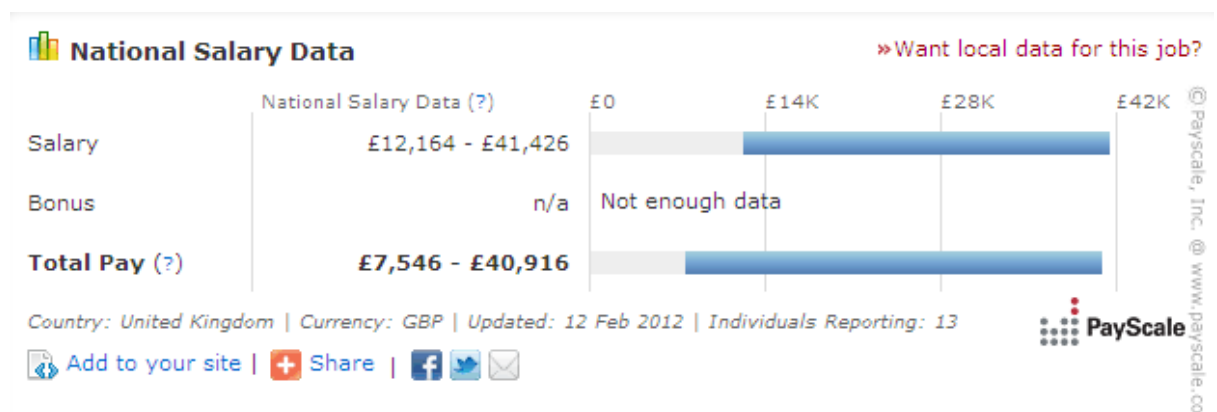 National Salary Data
»Want local data for this job?
National Salary Data (?) £0 £14K £28K £42K
Salary £12,164 - £41,426
Bonus n/a Not enough data
Total Pay (?) £7,546 - £40,916
Country: United Kingdom | Currency: GBP | Updated: 12 Feb 2012 | Individuals Reporting: 13
PayScale
Add to your site | Share |
© Payscale, Inc. @ www.payscale.co